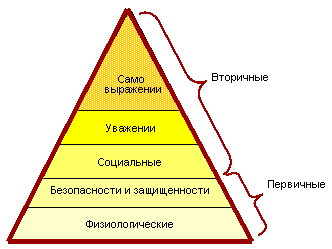 Само
выражении
Вторичные
Уважении
Социальные
Первичные
Безопасности и защищенности
Физиологические